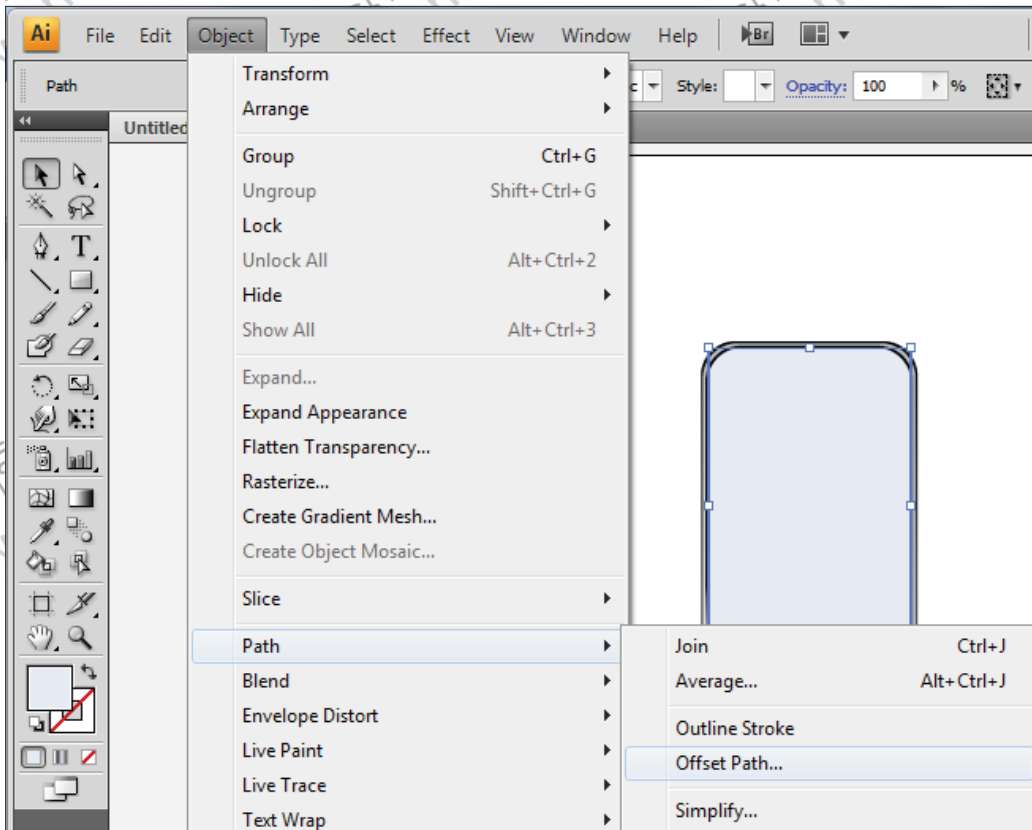 Ai File Edit Object Type Select Effect View Window Help Br
Path c Style: Opacity: 100 %
Untitled
Transform
Arrange
Group Ctrl+G
Ungroup Shift+Ctrl+G
Lock
Unlock All Alt+Ctrl+2
Hide
Show All Alt+Ctrl+3
Expand...
Expand Appearance
Flatten Transparency...
Rasterize...
Create Gradient Mesh...
Create Object Mosaic...
Slice
Path
Blend
Envelope Distort
Live Paint
Live Trace
Text Wrap
Join Ctrl+J
Average... Alt+Ctrl+J
Outline Stroke
Offset Path...
Simplify...